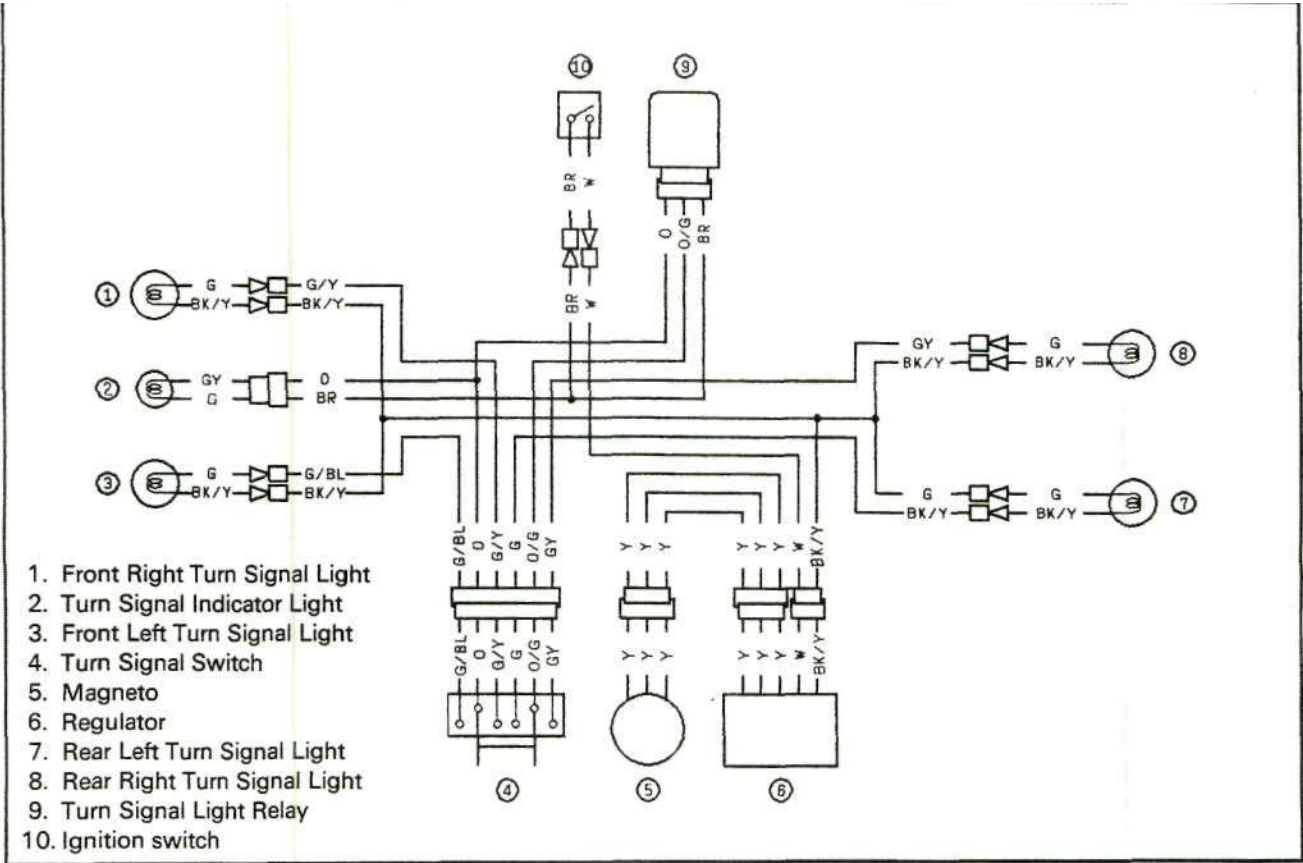 ⑩ ⑨
BR W
O O/G BR
BR W
① G G/Y
BK/Y BK/Y
② GY O
G BR
③ G G/BL
BK/Y BK/Y
GY G ⑧
BK/Y BK/Y
G G ⑦
BK/Y BK/Y
G/BL O G/Y G O/G GY Y Y Y Y Y Y W BK/Y
G/BL O G/Y G O/G GY Y Y Y Y Y Y W BK/Y
④ ⑤ ⑥
1. Front Right Turn Signal Light
2. Turn Signal Indicator Light
3. Front Left Turn Signal Light
4. Turn Signal Switch
5. Magneto
6. Regulator
7. Rear Left Turn Signal Light
8. Rear Right Turn Signal Light
9. Turn Signal Light Relay
10. Ignition switch